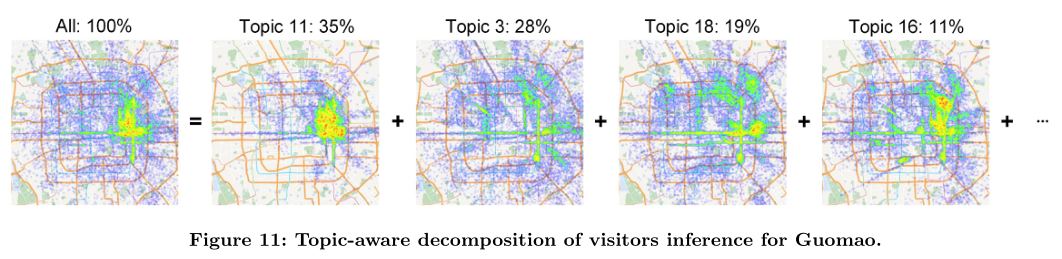 All: 100%
Topic 11: 35%
Topic 3: 28%
Topic 18: 19%
Topic 16: 11%
= + + + + ...
Figure 11: Topic-aware decomposition of visitors inference for Guomao.